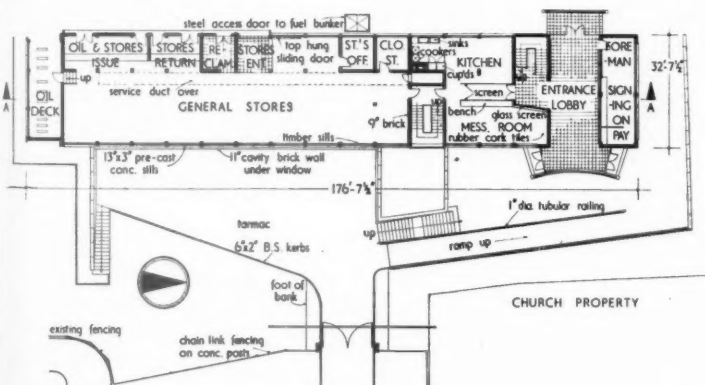 steel access door to fuel bunker
OIL & STORES
ISSUE
STORES
RETURN
RE-
CLAM.
STORES
ENT.
top hung
sliding door
ST.'S
OFF.
CLO.
ST.
sinks
cookers
KITCHEN
cupt'ds
FORE-
MAN
32'-7½"
up
OIL
DECK
service duct over
GENERAL STORES
9" brick
up
screen
bench
up
glass screen
ENTRANCE
LOBBY
SIGN-
ING
ON
PAY
A
A
timber sills
MESS. ROOM
rubber cork tiles
13"x3" pre-cast
conc. sills
11" cavity brick wall
under window
176'-7½"
1" dia. tubular railing
tarmac
6"x2" B.S. kerbs
up
ramp up
foot of
bank
CHURCH PROPERTY
existing fencing
chain link fencing
on conc. posts